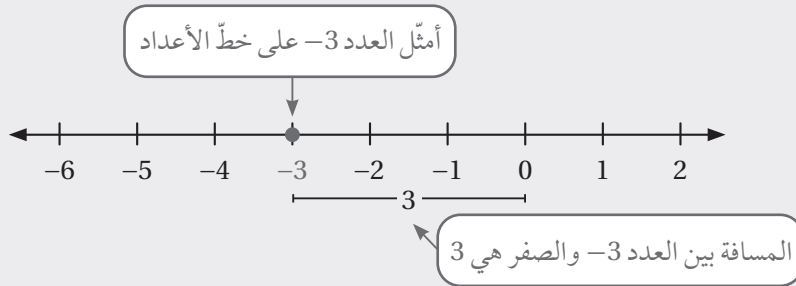 أمثّل العدد 3− على خطّ الأعداد
−6 −5 −4 −3 −2 −1 0 1 2
3
المسافة بين العدد 3− والصفر هي 3